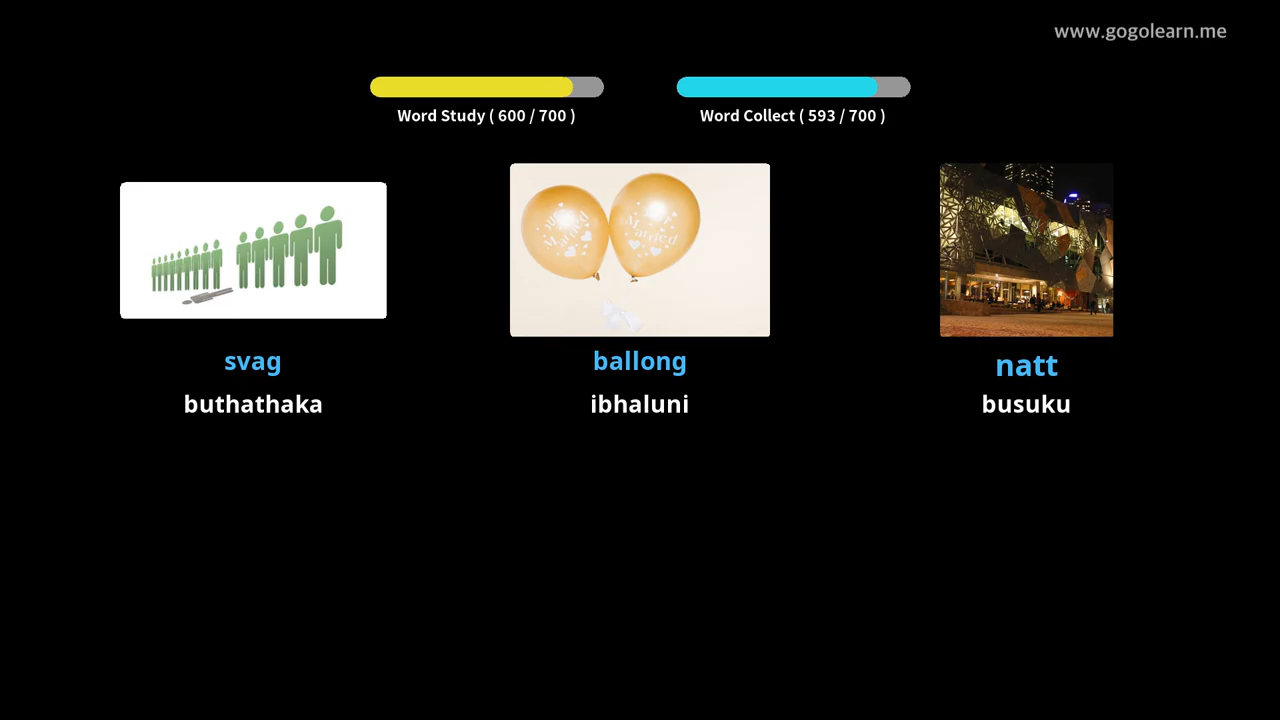 www.gogolearn.me
Word Study ( 600 / 700 )
Word Collect ( 593 / 700 )
svag
ballong
natt
buthathaka
ibhaluni
busuku